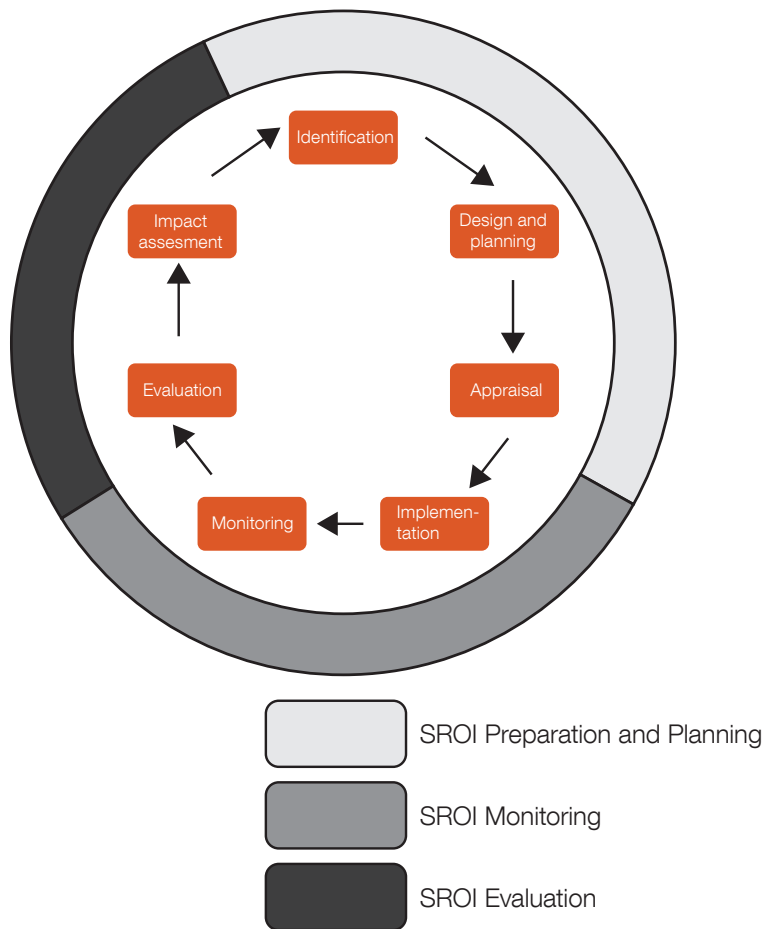 Identification
Design and
planning
Appraisal
Implemen-
tation
Monitoring
Evaluation
Impact
assesment
SROI Preparation and Planning
SROI Monitoring
SROI Evaluation